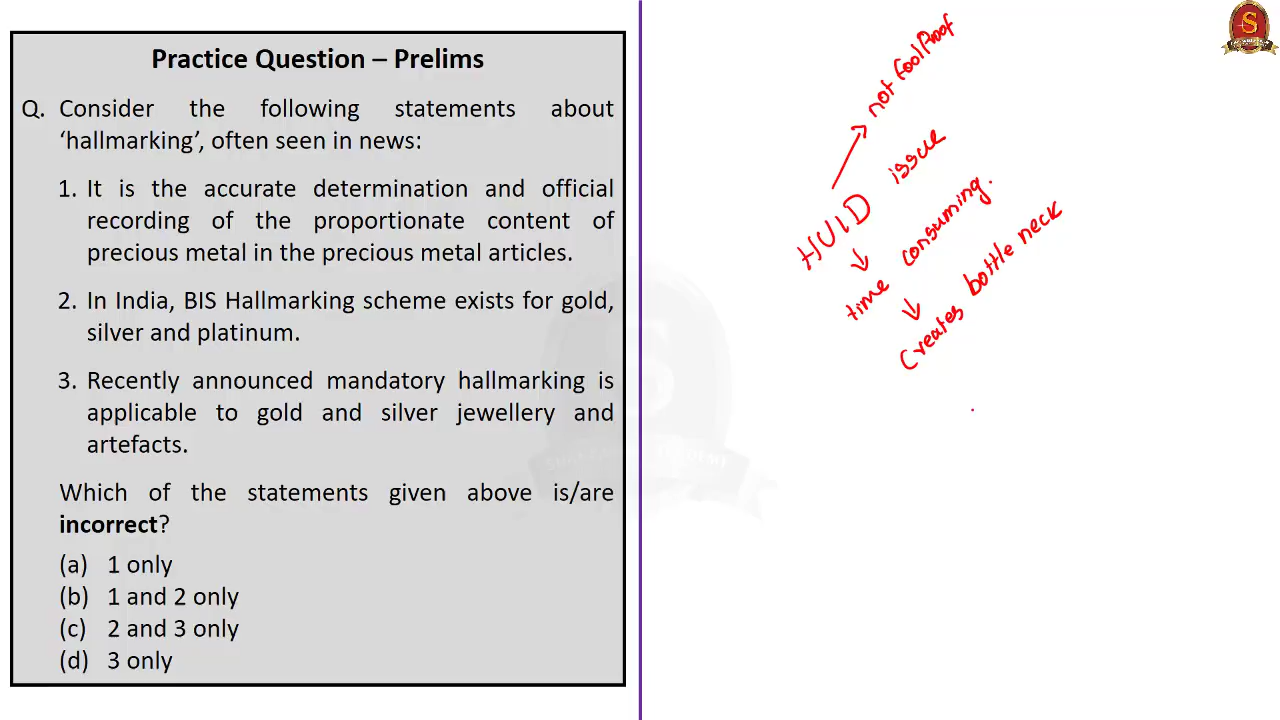 Practice Question – Prelims
Q. Consider the following statements about
‘hallmarking’, often seen in news:
1. It is the accurate determination and official
recording of the proportionate content of
precious metal in the precious metal articles.
2. In India, BIS Hallmarking scheme exists for gold,
silver and platinum.
3. Recently announced mandatory hallmarking is
applicable to gold and silver jewellery and
artefacts.
Which of the statements given above is/are
incorrect?
(a) 1 only
(b) 1 and 2 only
(c) 2 and 3 only
(d) 3 only
not foolproof
HUID issue
time consuming.
Creates bottle neck
S